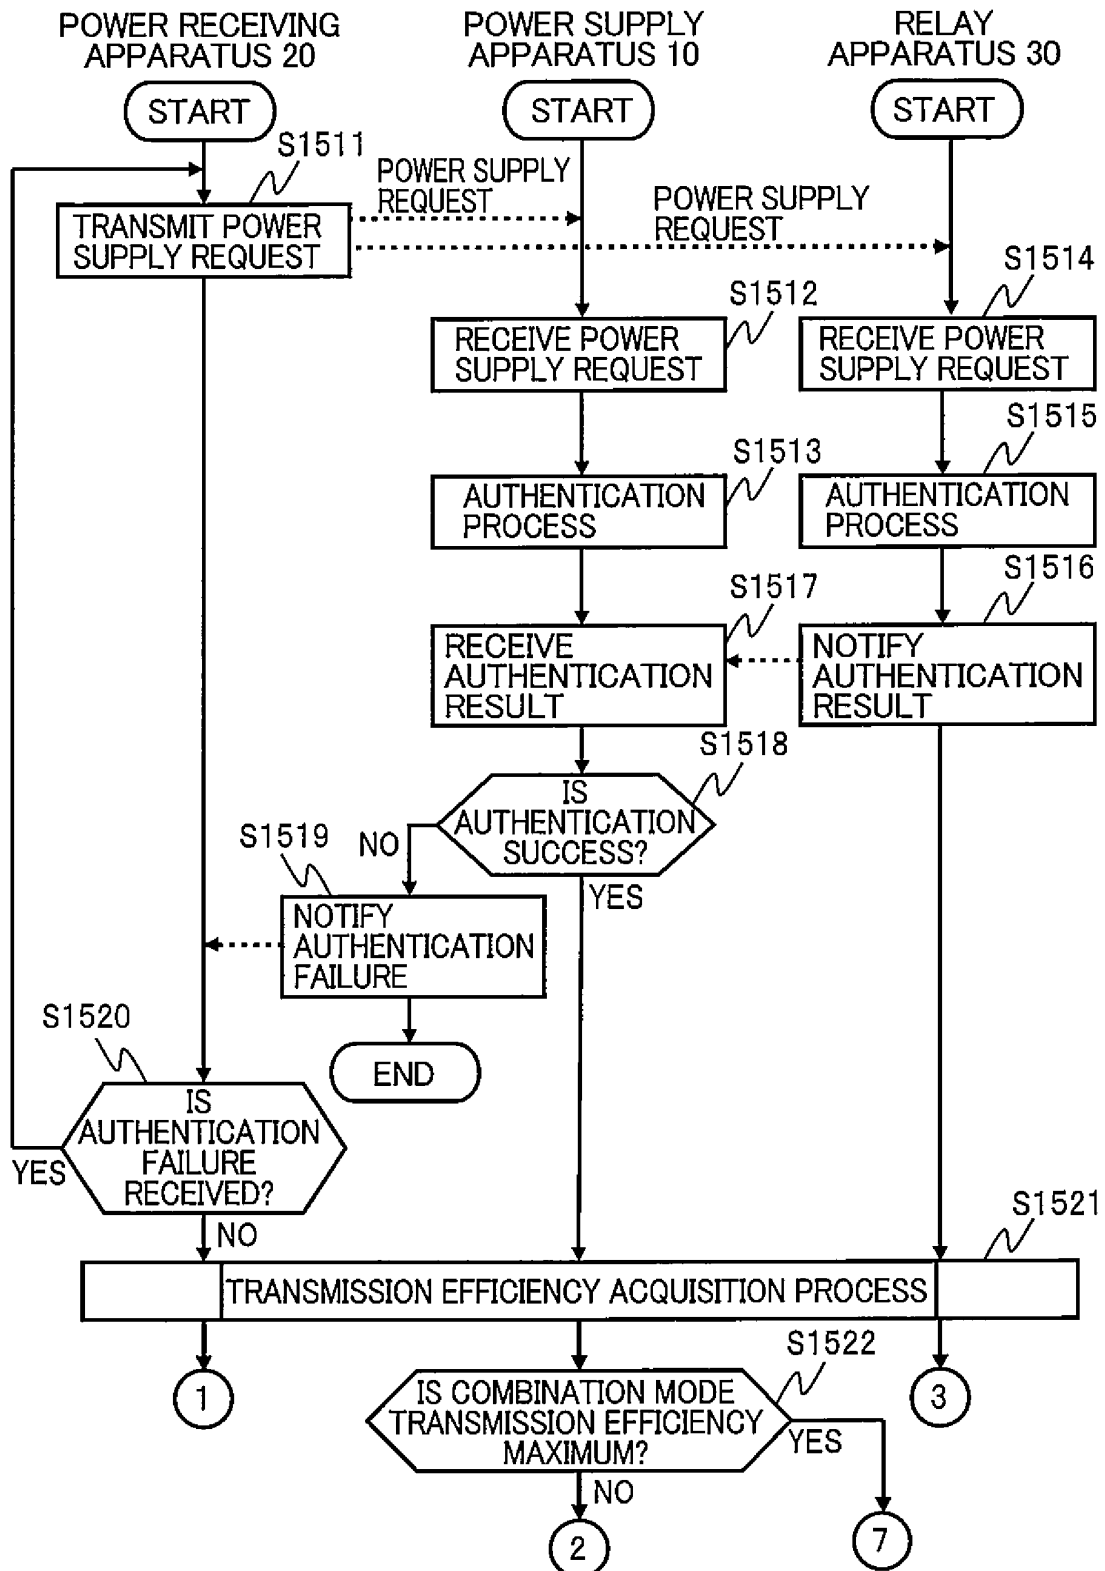 POWER RECEIVING
APPARATUS 20
POWER SUPPLY
APPARATUS 10
RELAY
APPARATUS 30
START
START
START
S1511
POWER SUPPLY
REQUEST
POWER SUPPLY
REQUEST
TRANSMIT POWER
SUPPLY REQUEST
S1512
S1514
RECEIVE POWER
SUPPLY REQUEST
RECEIVE POWER
SUPPLY REQUEST
S1513
S1515
AUTHENTICATION
PROCESS
AUTHENTICATION
PROCESS
S1517
S1516
RECEIVE
AUTHENTICATION
RESULT
NOTIFY
AUTHENTICATION
RESULT
S1518
IS
AUTHENTICATION
SUCCESS?
S1519
NO
YES
NOTIFY
AUTHENTICATION
FAILURE
S1520
END
IS
AUTHENTICATION
FAILURE
RECEIVED?
YES
NO
S1521
TRANSMISSION EFFICIENCY ACQUISITION PROCESS
S1522
1
IS COMBINATION MODE
TRANSMISSION EFFICIENCY
MAXIMUM?
3
YES
NO
2
7